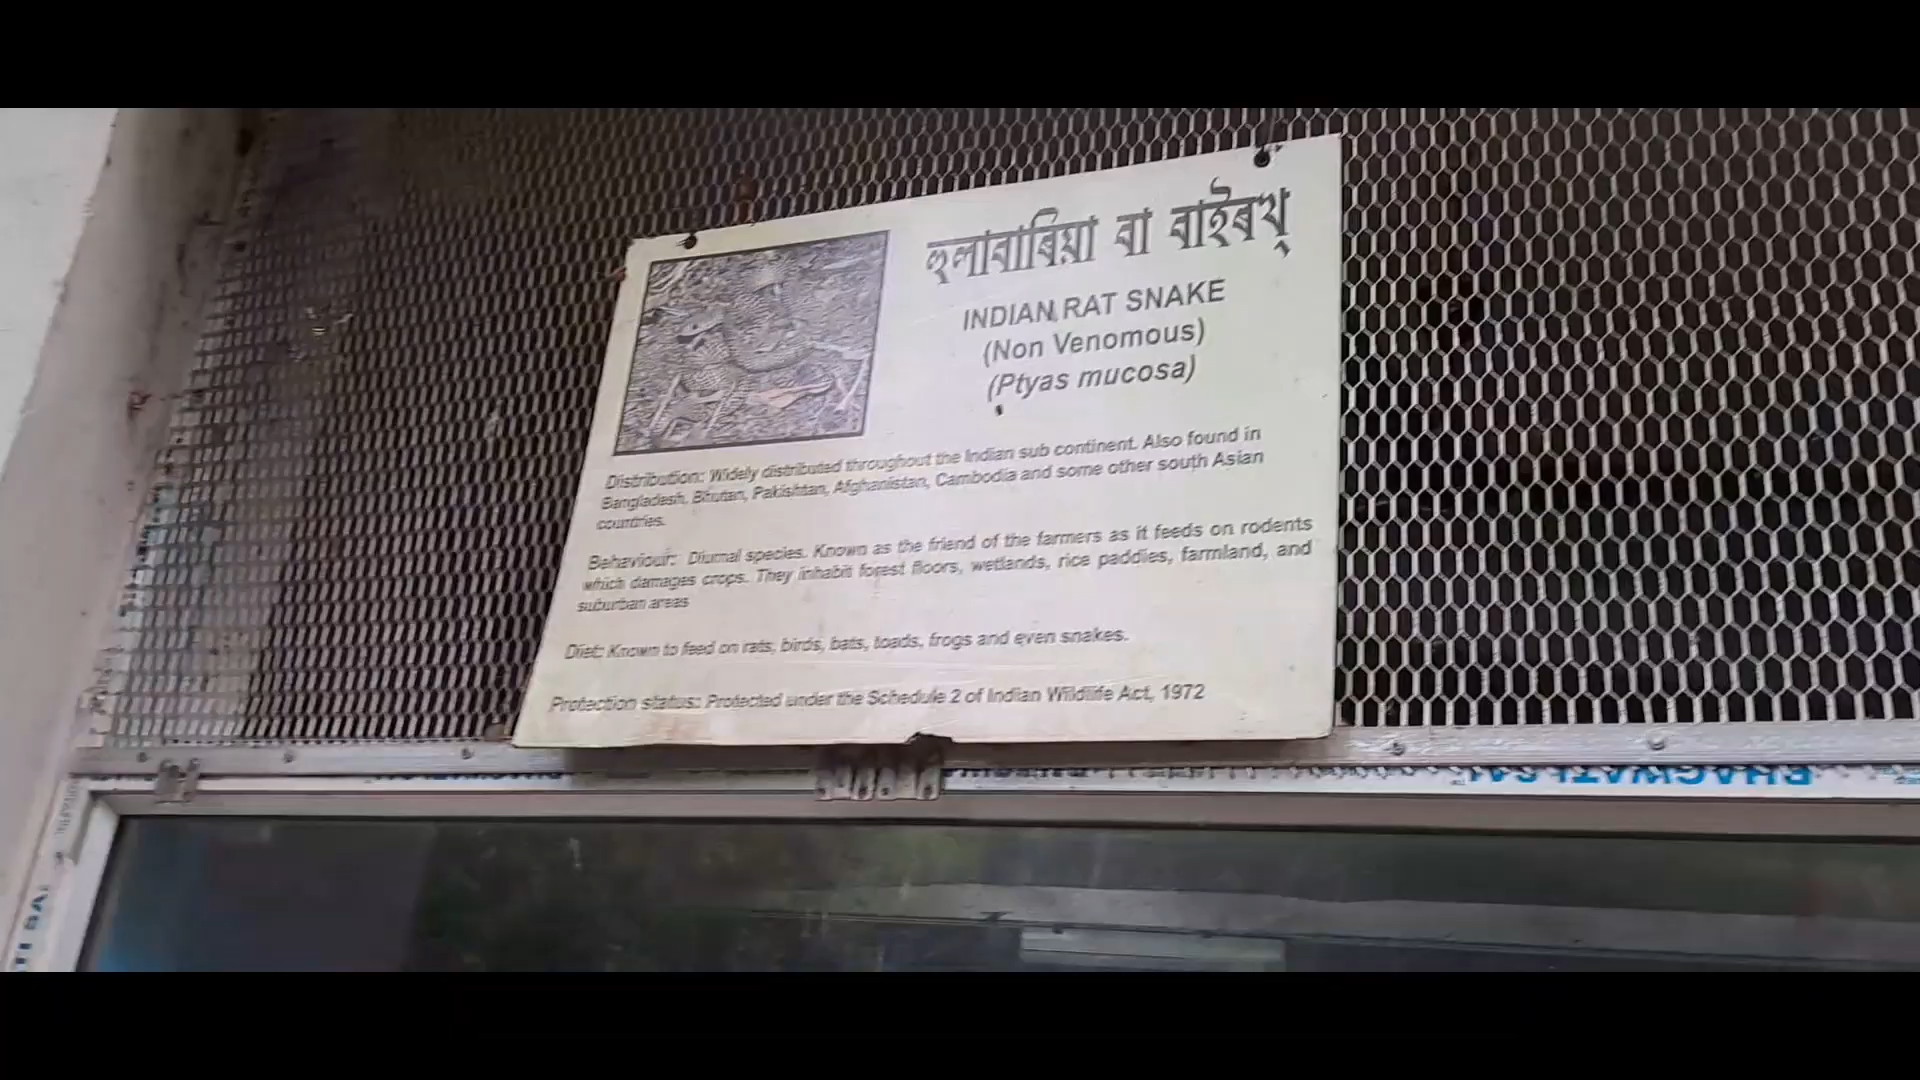 হলাবাৰিয়া বা বাইৰথ্
INDIAN RAT SNAKE
(Non Venomous)
(Ptyas mucosa)
Distribution: Widely distributed throughout the Indian sub continent. Also found in
Bangladesh, Bhutan, Pakishtan, Afghanistan, Cambodia and some other south Asian
countries.
Behaviour: Diurnal species. Known as the friend of the farmers as it feeds on rodents
which damages crops. They inhabit forest floors, wetlands, rice paddies, farmland, and
suburban areas
Diet: Known to feed on rats, birds, bats, toads, frogs and even snakes.
Protection status: Protected under the Schedule 2 of Indian Wildlife Act, 1972